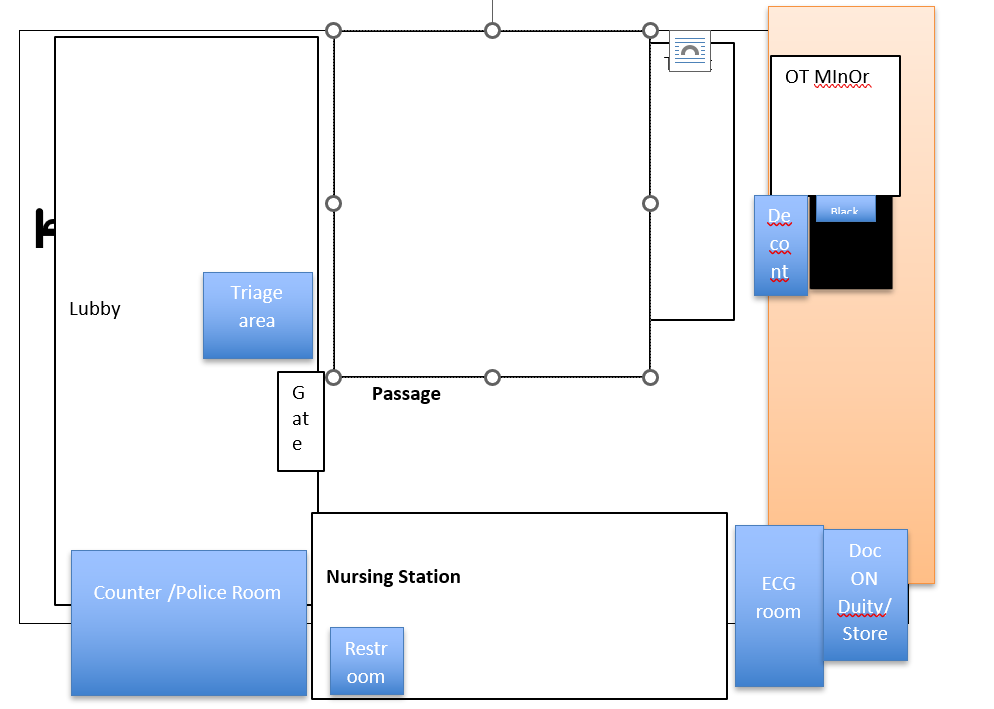 OT MInOr
De
co
nt
Black
Triage
area
Lubby
G
at
e
Passage
Counter /Police Room
Nursing Station
Restr
oom
ECG
room
Doc
ON
Duity/
Store